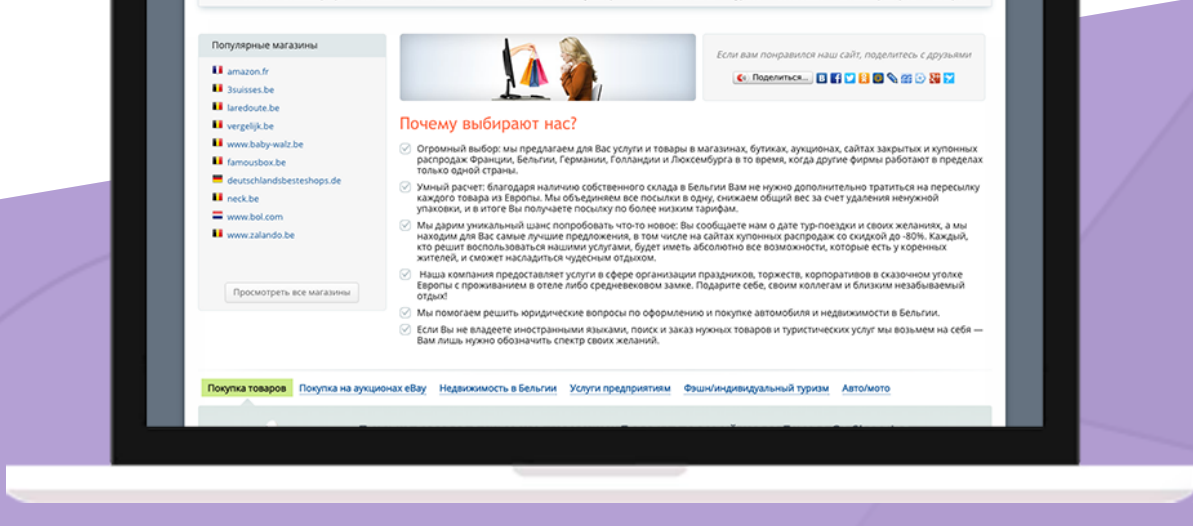 Популярные магазины
amazon.fr
3suisses.be
laredoute.be
vergelijk.be
www.baby-walz.be
famousbox.be
deutschlandsbesteshops.de
neck.be
www.bol.com
www.zalando.be
Просмотреть все магазины
Если вам понравился наш сайт, поделитесь с друзьями
Поделиться...
Почему выбирают нас?
Огромный выбор: мы предлагаем для Вас услуги и товары в магазинах, бутиках, аукционах, сайтах закрытых и купонных
распродаж Франции, Бельгии, Германии, Голландии и Люксембурга в то время, когда другие фирмы работают в пределах
только одной страны.
Умный расчет: благодаря наличию собственного склада в Бельгии Вам не нужно дополнительно тратиться на пересылку
каждого товара из Европы. Мы объединяем все посылки в одну, снижаем общий вес за счет удаления ненужной
упаковки, и в итоге Вы получаете посылку по более низким тарифам.
Мы дарим уникальный шанс попробовать что-то новое: Вы сообщаете нам о дате тур-поездки и своих желаниях, а мы
находим для Вас самые лучшие предложения, в том числе на сайтах купонных распродаж со скидкой до -80%. Каждый,
кто решит воспользоваться нашими услугами, будет иметь абсолютно все возможности, которые есть у коренных
жителей, и сможет насладиться чудесным отдыхом.
Наша компания предоставляет услуги в сфере организации праздников, торжеств, корпоративов в сказочном уголке
Европы с проживанием в отеле либо средневековом замке. Подарите себе, своим коллегам и близким незабываемый
отдых!
Мы помогаем решить юридические вопросы по оформлению и покупке автомобиля и недвижимости в Бельгии.
Если Вы не владеете иностранными языками, поиск и заказ нужных товаров и туристических услуг мы возьмем на себя —
Вам лишь нужно обозначить спектр своих желаний.
Покупка товаров Покупка на аукционах eBay Недвижимость в Бельгии Услуги предприятиям Фэшн/индивидуальный туризм Авто/мото